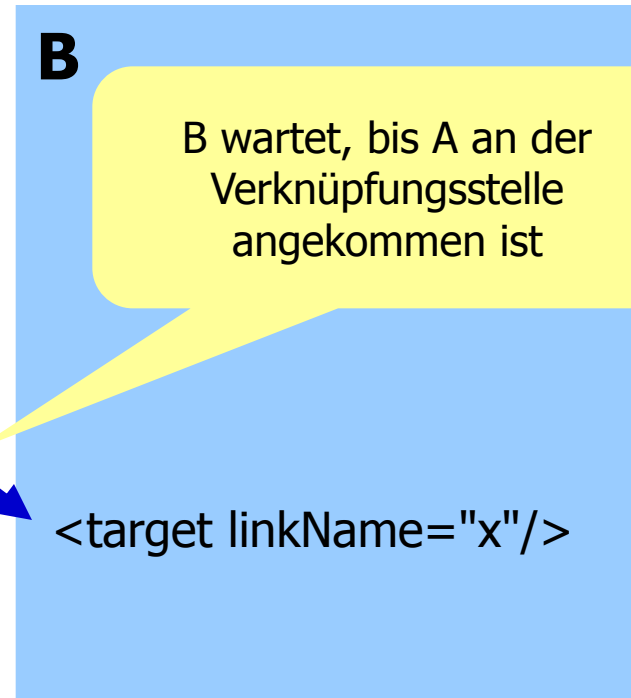 B
B wartet, bis A an der
Verknüpfungsstelle
angekommen ist
<target linkName="x"/>